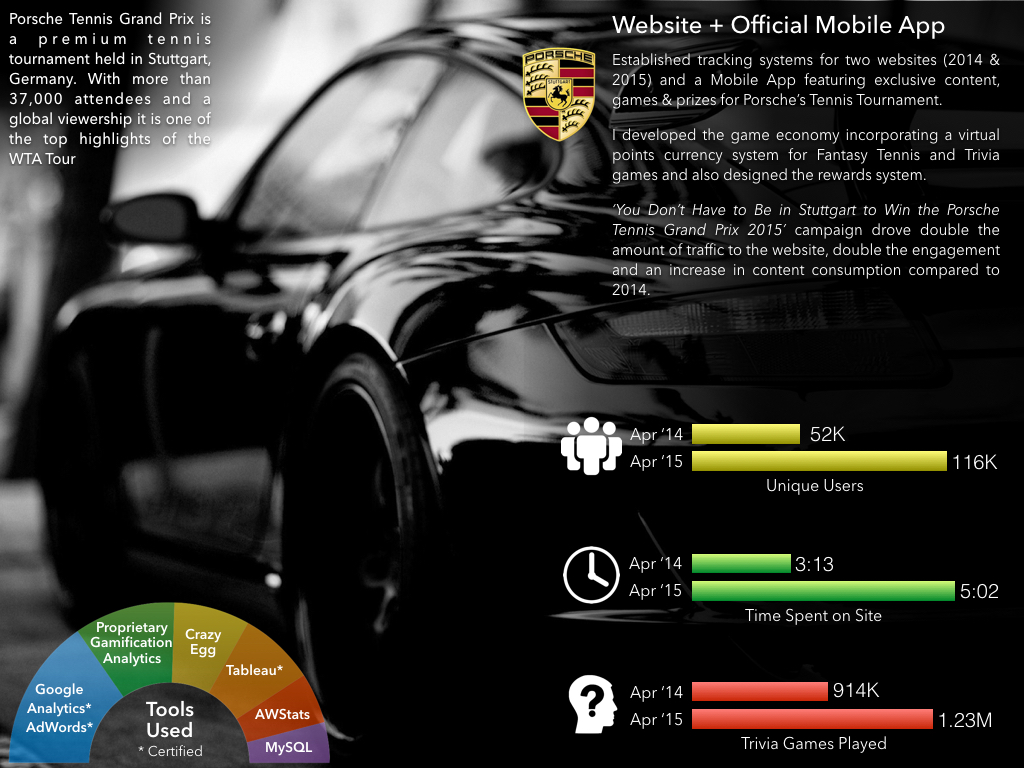 Porsche Tennis Grand Prix is
a premium tennis
tournament held in Stuttgart,
Germany. With more than
37,000 attendees and a
global viewership it is one of
the top highlights of the
WTA Tour
PORSCHE
STUTTGART
Website + Official Mobile App
Established tracking systems for two websites (2014 &
2015) and a Mobile App featuring exclusive content,
games & prizes for Porsche's Tennis Tournament.
I developed the game economy incorporating a virtual
points currency system for Fantasy Tennis and Trivia
games and also designed the rewards system.
‘You Don’t Have to Be in Stuttgart to Win the Porsche
Tennis Grand Prix 2015’ campaign drove double the
amount of traffic to the website, double the engagement
and an increase in content consumption compared to
2014.
Apr ‘14 52K
Apr ‘15 116K
Unique Users
Apr ‘14 3:13
Apr ‘15 5:02
Time Spent on Site
?
Apr ‘14 914K
Apr ‘15 1.23M
Trivia Games Played
Google
Analytics*
AdWords*
Proprietary
Gamification
Analytics
Crazy
Egg
Tableau*
AWStats
MySQL
Tools
Used
* Certified